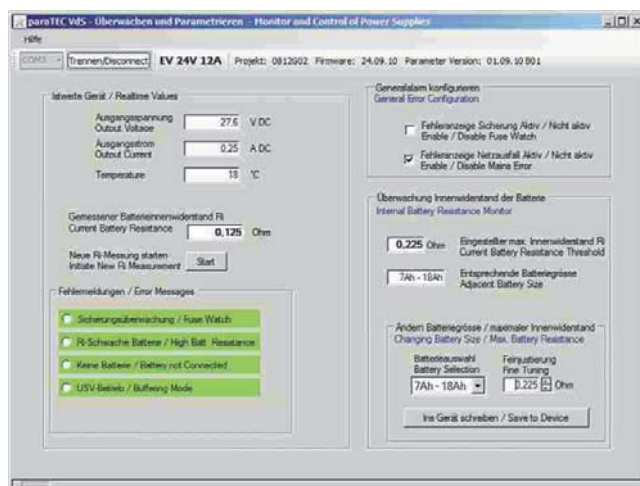 paraTEC VdS - Überwachen und Parametrieren - Monitor and Control of Power Supplies
Hilfe
COM3 Trennen/Disconnect EV 24V 12A Projekt: 0812G02 Firmware: 24.09.10 Parameter Version: 01.09.10 B01
Istwerte Gerät / Realtime Values
Ausgangsspannung
Output Voltage
27.6 V DC
Ausgangsstrom
Output Current
0.25 A DC
Temperature
18 °C
Gemessener Batterieinnenwiderstand Ri
Current Battery Resistance
0,125 Ohm
Neue Ri-Messung starten
Initiate New Ri Measurement
Start
Fehlermeldungen / Error Messages
Sicherungsüberwachung / Fuse Watch
Ri-Schwache Batterie / High Batt. Resistance
Keine Batterie / Battery not Connected
USV-Betrieb / Buffering Mode
Generalalarm konfigurieren
General Error Configuration
Fehleranzeige Sicherung Aktiv / Nicht aktiv
Enable / Disable Fuse Watch
Fehleranzeige Netzausfall Aktiv / Nicht aktiv
Enable / Disable Mains Error
Überwachung Innenwiderstand der Batterie
Internal Battery Resistance Monitor
0.225 Ohm
Eingestellter max. Innenwiderstand Ri
Current Battery Resistance Threshold
7Ah - 18Ah
Entsprechende Batteriegrösse
Adjacent Battery Size
Ändern Batteriegrösse / maximaler Innenwiderstand
Changing Battery Size / Max. Battery Resistance
Batterieauswahl
Battery Selection
7Ah - 18Ah
Feinjustierung
Fine Tuning
0.225 Ohm
Ins Gerät schreiben / Save to Device